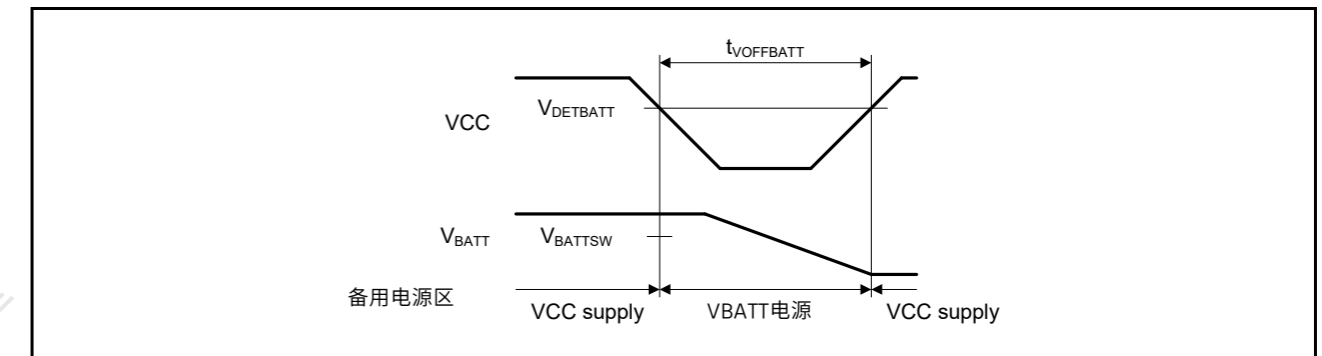 tVOFFBATT
VCC VDETBATT
VBATT VBATTSW
备用电源区 VCC supply VBATT电源 VCC supply